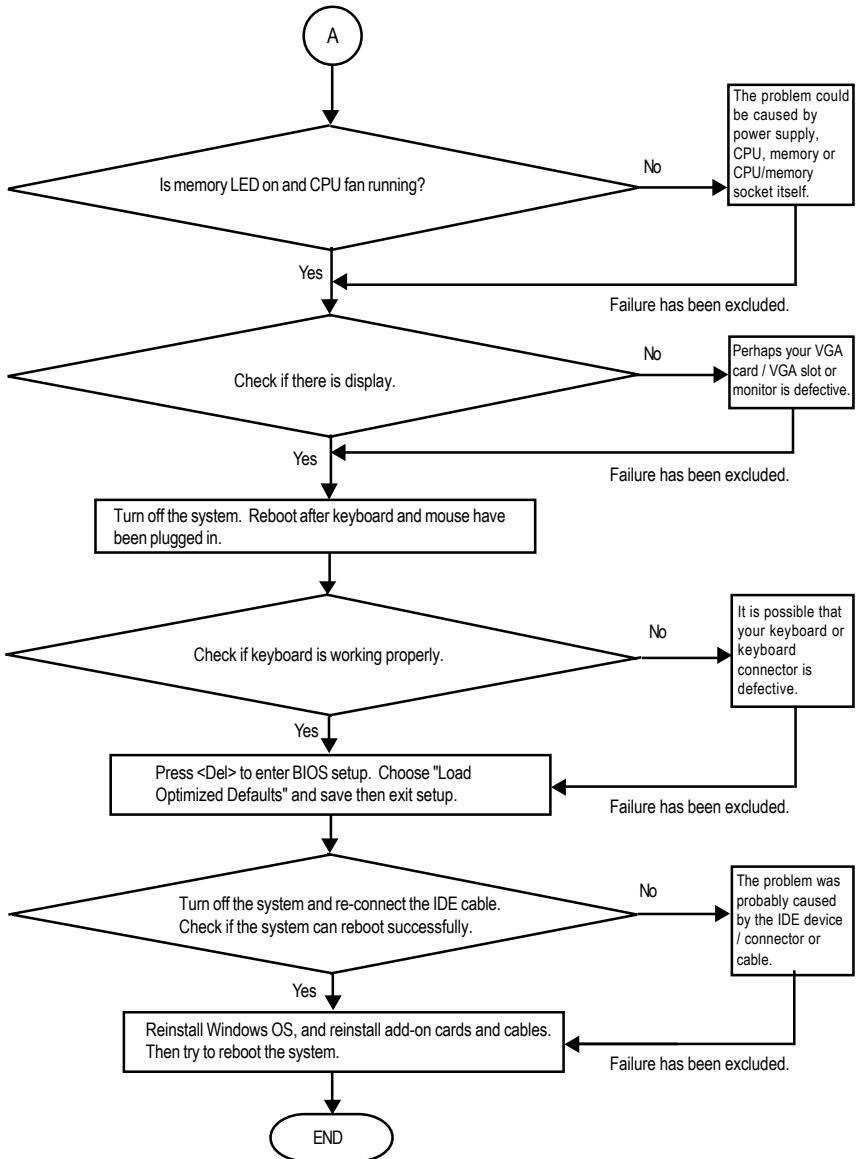 A
Is memory LED on and CPU fan running?
No
The problem could
be caused by
power supply,
CPU, memory or
CPU/memory
socket itself.
Yes
Failure has been excluded.
Check if there is display.
No
Perhaps your VGA
card / VGA slot or
monitor is defective.
Yes
Failure has been excluded.
Turn off the system. Reboot after keyboard and mouse have
been plugged in.
Check if keyboard is working properly.
No
It is possible that
your keyboard or
keyboard
connector is
defective.
Yes
Press <Del> to enter BIOS setup. Choose "Load
Optimized Defaults" and save then exit setup.
Failure has been excluded.
Turn off the system and re-connect the IDE cable.
Check if the system can reboot successfully.
No
The problem was
probably caused
by the IDE device
/ connector or
cable.
Yes
Reinstall Windows OS, and reinstall add-on cards and cables.
Then try to reboot the system.
Failure has been excluded.
END